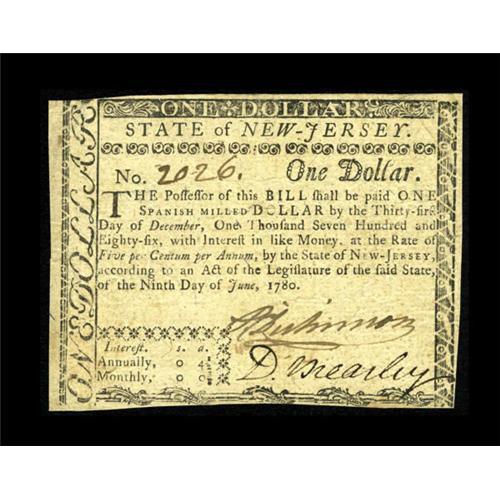 ONE DOLLAR
STATE of NEW-JERSEY.
No. 2026. One Dollar.
THE Poſſeſſor of this BILL ſhall be paid ONE
SPANISH MILLED DOLLAR by the Thirty-firſt
Day of December, One Thouſand Seven Hundred and
Eighty-ſix, with Intereſt in like Money, at the Rate of
Five per Centum per Annum, by the State of NEW-JERSEY,
according to an Act of the Legiſlature of the ſaid State,
of the Ninth Day of June, 1780.
Intereſt. s. d.
Annually, 0 4½
Monthly, 0 0
D. Brearley
ONE DOLLAR